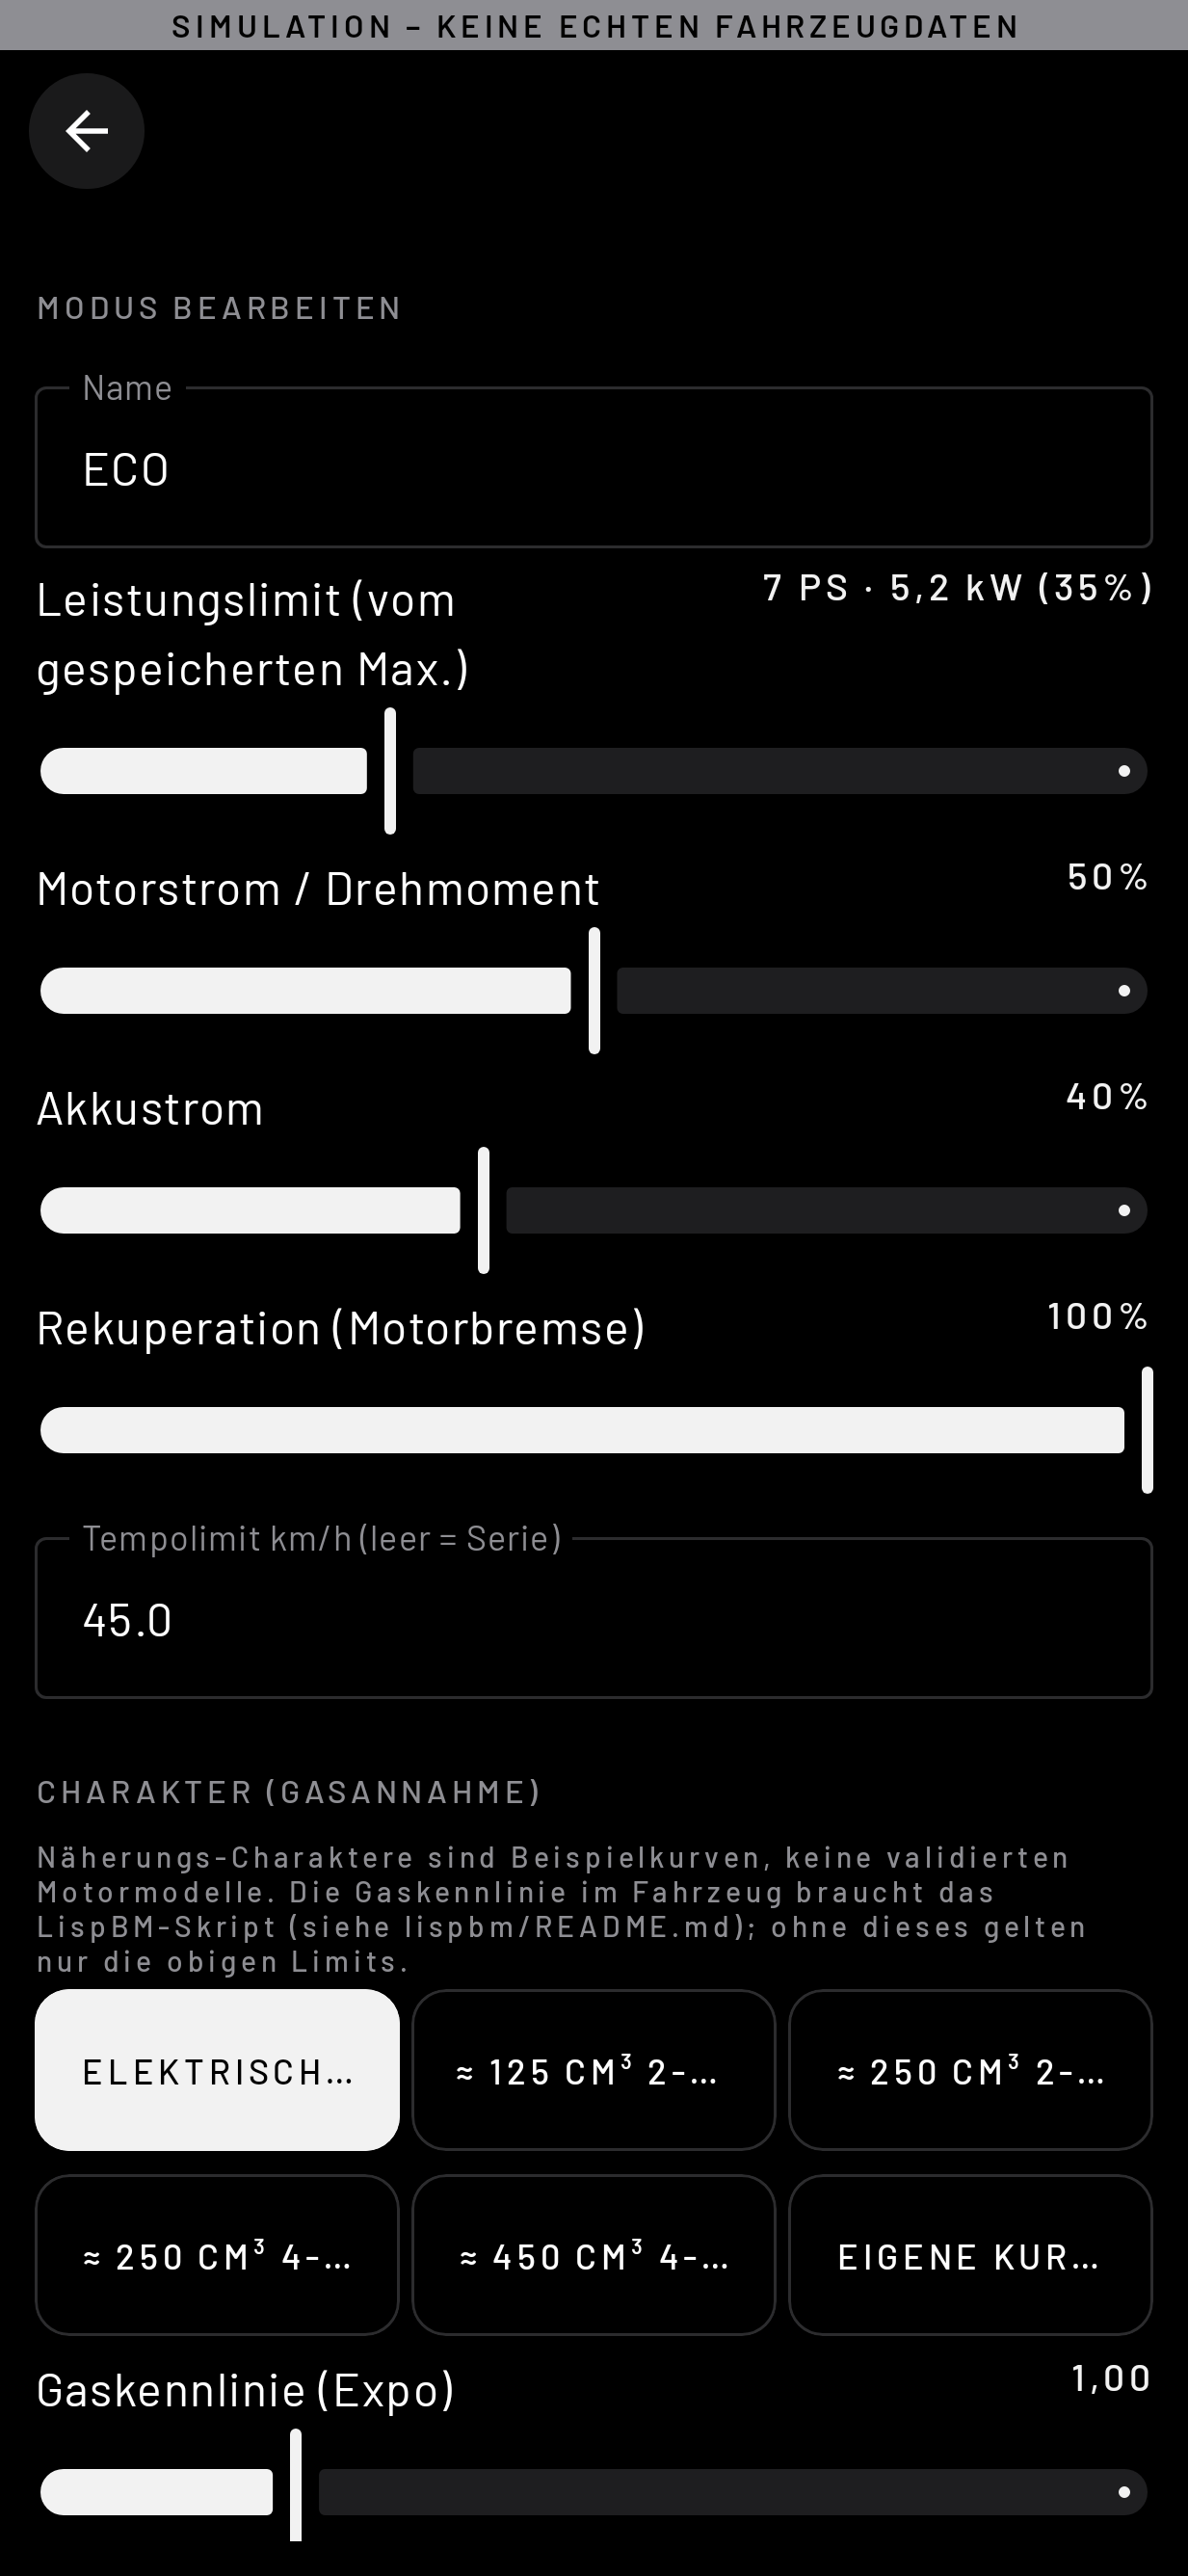 SIMULATION – KEINE ECHTEN FAHRZEUGDATEN
MODUS BEARBEITEN
Name
ECO
Leistungslimit (vom gespeicherten Max.)
7 PS · 5,2 kW (35%)
Motorstrom / Drehmoment
50%
Akkustrom
40%
Rekuperation (Motorbremse)
100%
Tempolimit km/h (leer = Serie)
45.0
CHARAKTER (GASANNAHME)
Näherungs-Charaktere sind Beispielkurven, keine validierten
Motormodelle. Die Gaskennlinie im Fahrzeug braucht das
LispBM-Skript (siehe lispbm/README.md); ohne dieses gelten
nur die obigen Limits.
ELEKTRISCH…
≈ 125 CM³ 2-…
≈ 250 CM³ 2-…
≈ 250 CM³ 4-…
≈ 450 CM³ 4-…
EIGENE KUR…
Gaskennlinie (Expo)
1,00